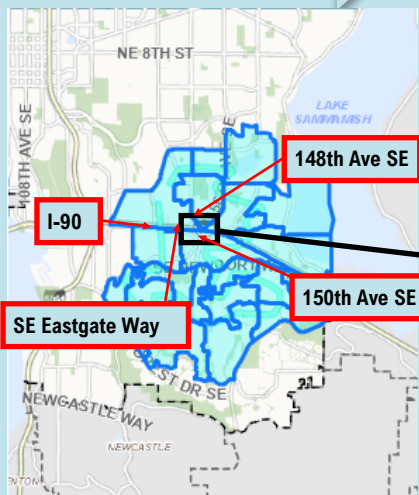 NE 8TH ST
108TH AVE SE
LAKE
SAMMAMISH
148th Ave SE
I-90
150th Ave SE
SE Eastgate Way
NEWCASTLE WAY
NEWCASTLE